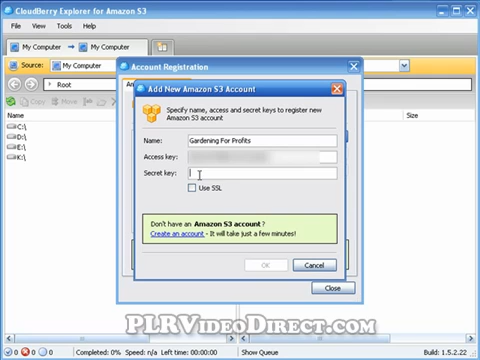 CloudBerry Explorer for Amazon S3
File View Tools Help
My Computer My Computer
Source: My Computer
Account Registration
Root
Copy
Name
C:\
D:\
E:\
K:\
Add New Amazon S3 Account
Specify name, access and secret keys to register new
Amazon S3 account
Name: Gardening For Profits
Access key:
Secret key:
Use SSL
Don't have an Amazon S3 account?
Create an account - It will take just a few minutes!
OK Cancel
Close
PLRVideoDirect.com
0 0 0 Completed: 0% Speed: n/a Left time: 00:00:00 Show Queue Build: 1.5.2.22